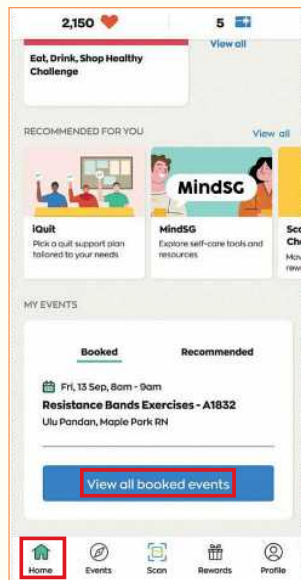 2,150
5
View all
Eat, Drink, Shop Healthy
Challenge
RECOMMENDED FOR YOU
View all
MindSG
iQuit
Pick a quit support plan
tailored to your needs
MindSG
Explore self-care tools and
resources
MY EVENTS
Booked
Recommended
Fri, 13 Sep, 8am - 9am
Resistance Bands Exercises - A1832
Ulu Pandan, Maple Park RN
View all booked events
Home
Events
Scan
Rewards
Profile